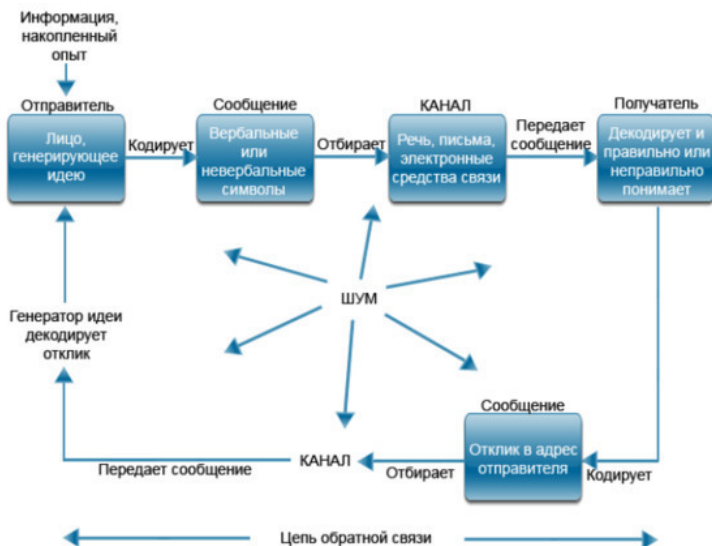 Информация,
накопленный
опыт
Отправитель
Лицо,
генерирующее
идею
Кодирует
Сообщение
Вербальные
или
невербальные
символы
Отбирает
КАНАЛ
Речь, письма,
электронные
средства связи
Передает
сообщение
Получатель
Декодирует и
правильно или
неправильно
понимает
ШУМ
Генератор идеи
декодирует
отклик
Сообщение
Отклик в адрес
отправителя
Кодирует
Отбирает
КАНАЛ
Передает сообщение
Цепь обратной связи